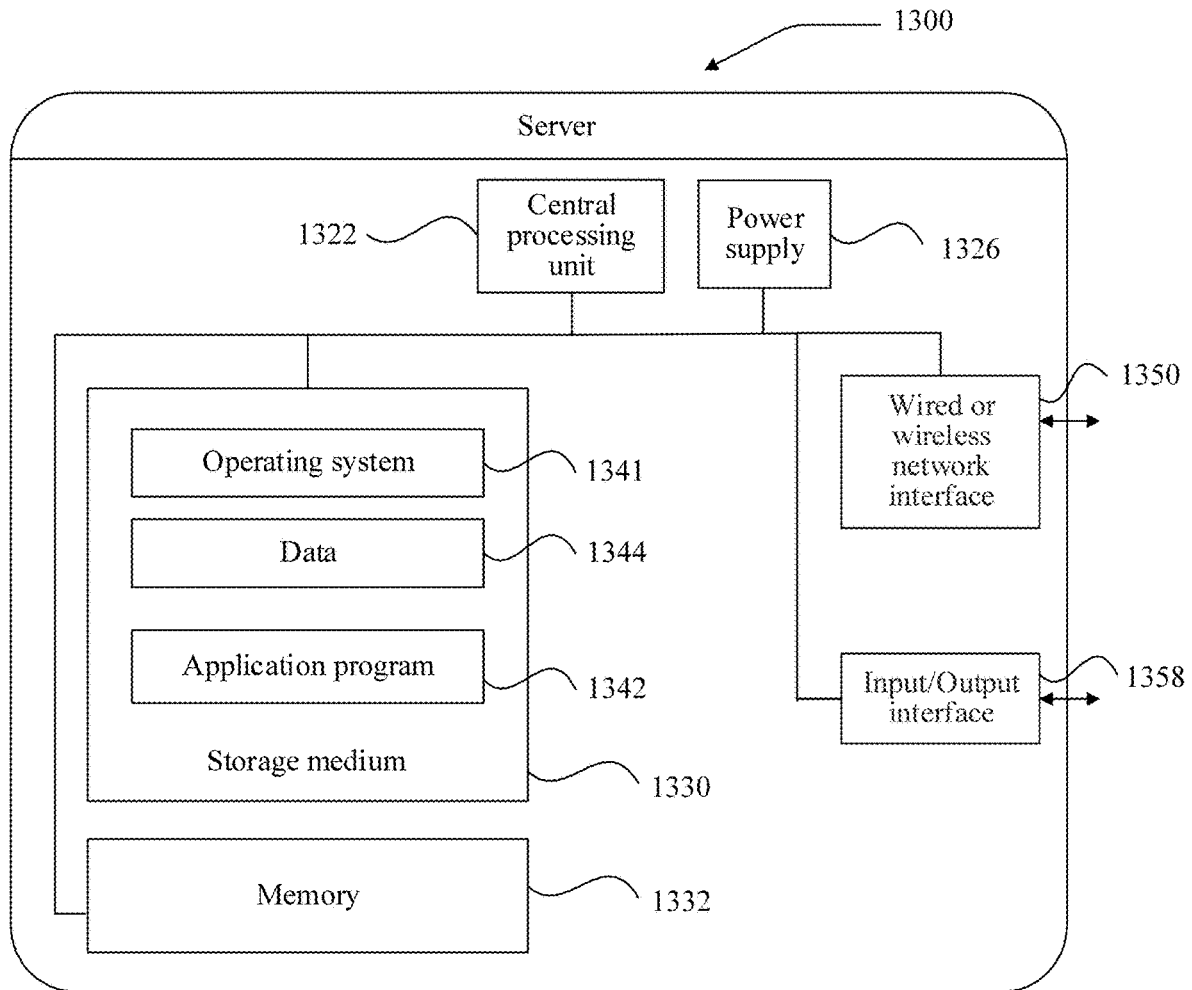 1300
Server
Central
processing
unit
1322
Power
supply
1326
1350
Wired or
wireless
network
interface
Operating system
1341
Data
1344
Application program
1342
Input/Output
interface
1358
Storage medium
1330
Memory
1332